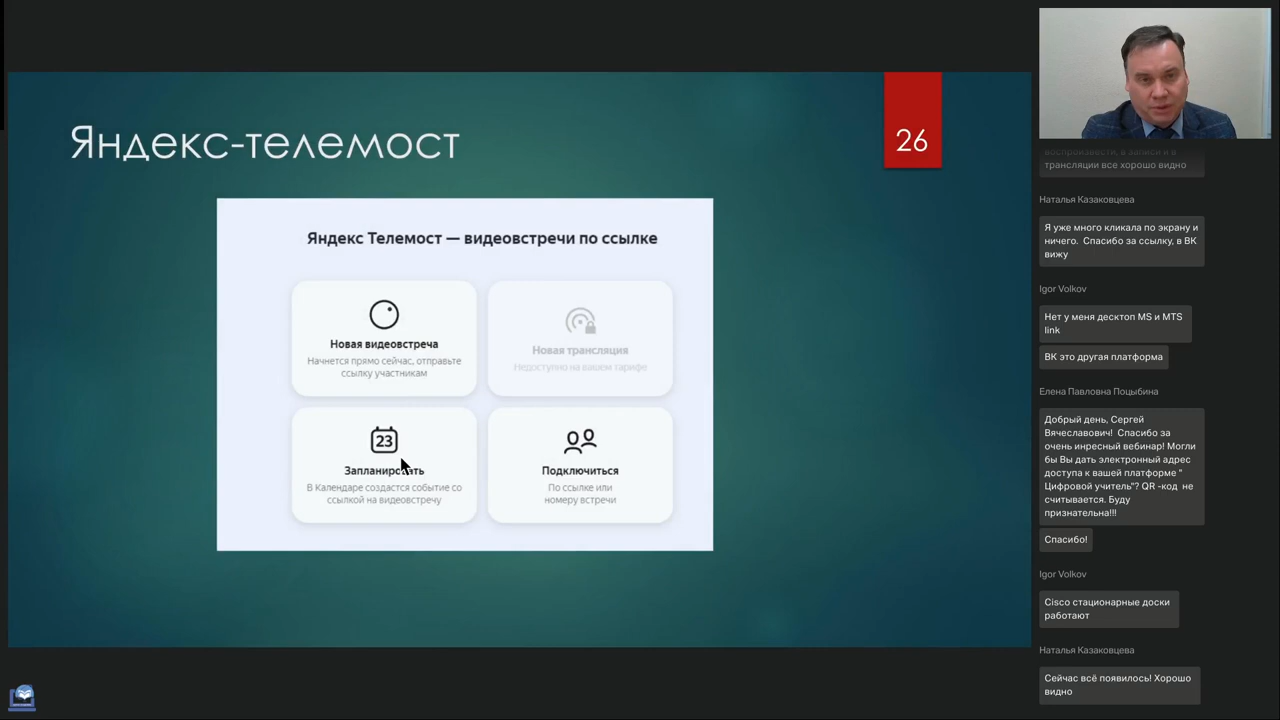 Яндекс-телемост
26
Яндекс Телемост — видеовстречи по ссылке
Новая видеовстреча
Начнется прямо сейчас, отправьте
ссылку участникам
Новая трансляция
Недоступно на вашем тарифе
23
Запланировать
В Календаре создастся событие со
ссылкой на видеовстречу
Подключиться
По ссылке или
номеру встречи
воспроизвести, в записи и в
трансляции все хорошо видно
Наталья Казаковцева
Я уже много кликала по экрану и
ничего. Спасибо за ссылку, в ВК
вижу
Igor Volkov
Нет у меня десктоп MS и MTS
link
ВК это другая платформа
Елена Павловна Поцыбина
Добрый день, Сергей
Вячеславович! Спасибо за
очень инресный вебинар! Могли
бы Вы дать электронный адрес
доступа к вашей платформе "
Цифровой учитель"? QR -код не
считывается. Буду
признательна!!!
Спасибо!
Igor Volkov
Cisco стационарные доски
работают
Наталья Казаковцева
Сейчас всё появилось! Хорошо
видно